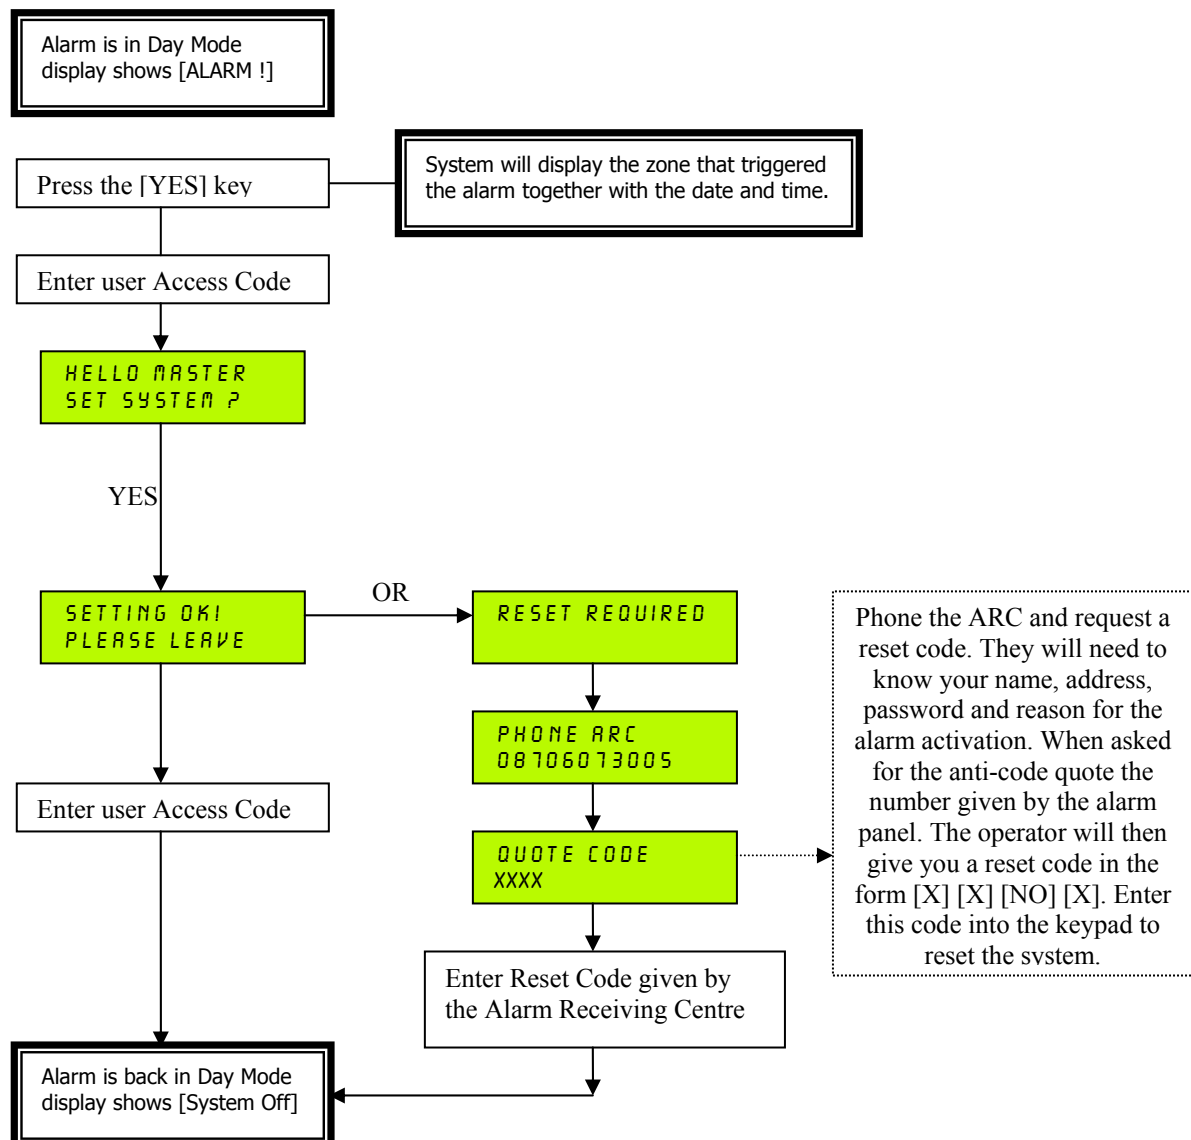 Alarm is in Day Mode
display shows [ALARM !]
Press the [YES] key
System will display the zone that triggered
the alarm together with the date and time.
Enter user Access Code
HELLO MASTER
SET SYSTEM ?
YES
SETTING OK!
PLEASE LEAVE
OR
RESET REQUIRED
PHONE ARC
08706073005
QUOTE CODE
XXXX
Phone the ARC and request a
reset code. They will need to
know your name, address,
password and reason for the
alarm activation. When asked
for the anti-code quote the
number given by the alarm
panel. The operator will then
give you a reset code in the
form [X] [X] [NO] [X]. Enter
this code into the keypad to
reset the system.
Enter user Access Code
Enter Reset Code given by
the Alarm Receiving Centre
Alarm is back in Day Mode
display shows [System Off]